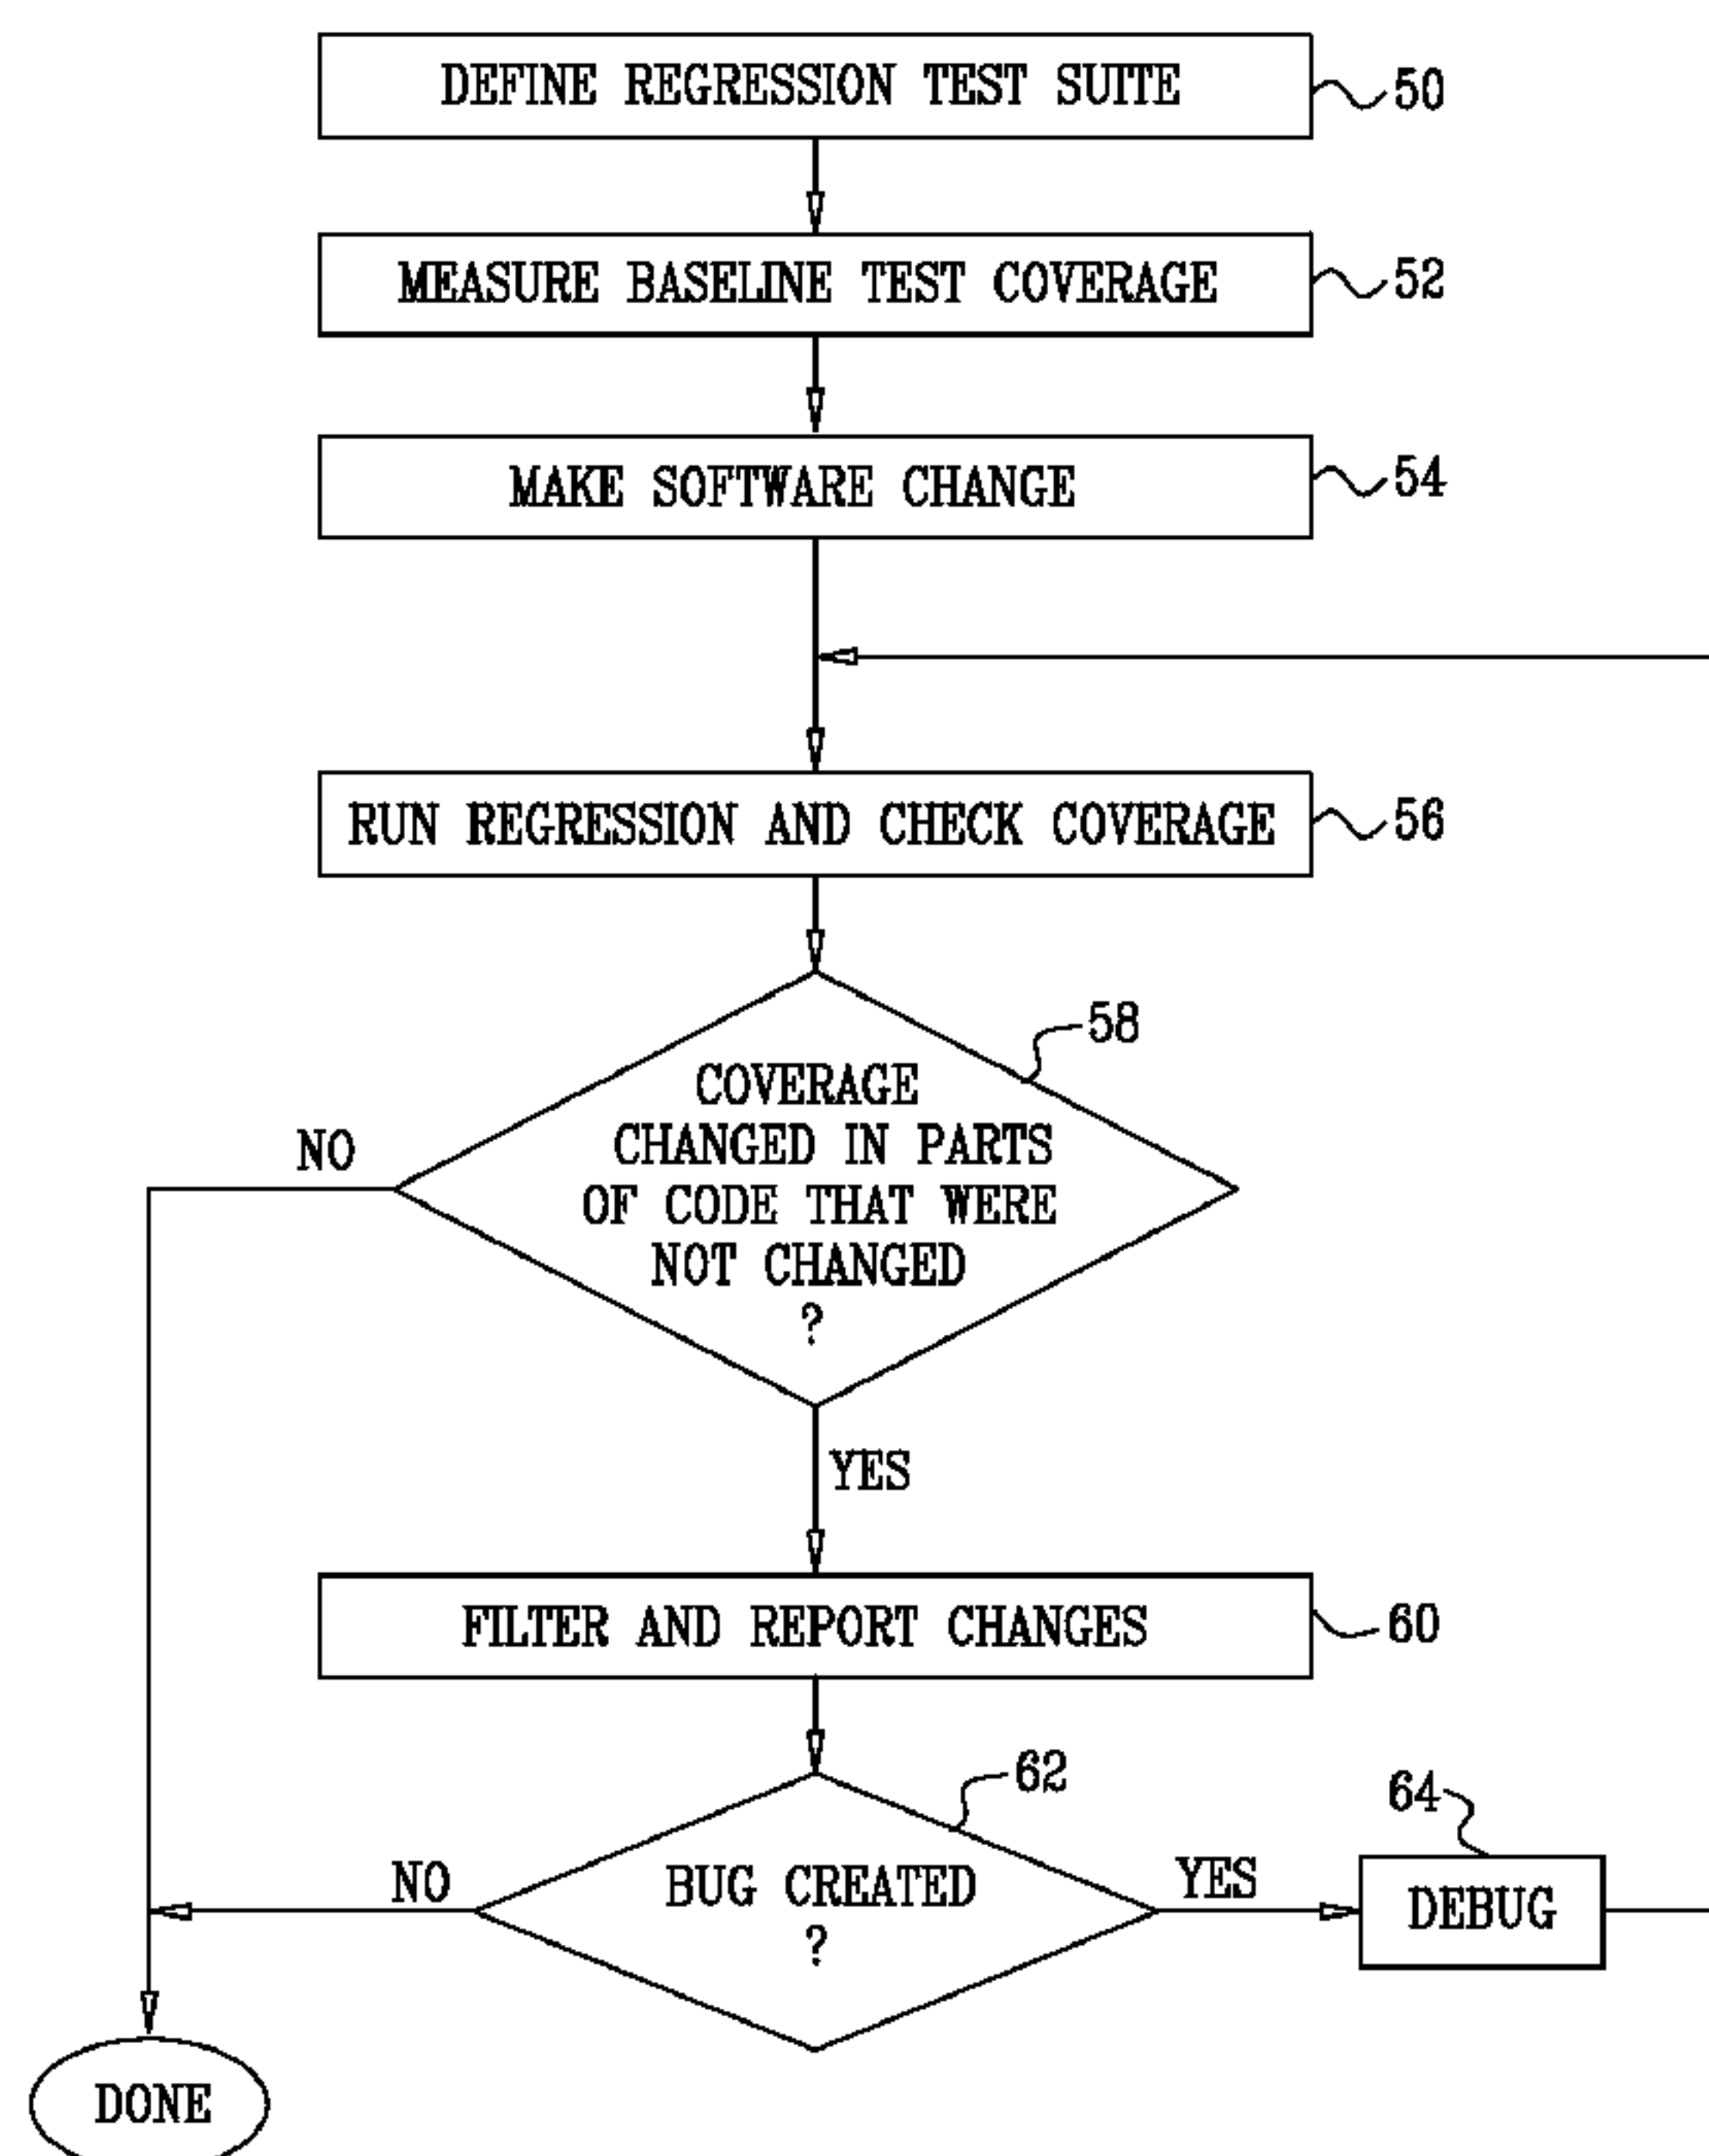 DEFINE REGRESSION TEST SUITE
50
MEASURE BASELINE TEST COVERAGE
52
MAKE SOFTWARE CHANGE
54
RUN REGRESSION AND CHECK COVERAGE
56
58
COVERAGE
CHANGED IN PARTS
OF CODE THAT WERE
NOT CHANGED
?
NO
YES
FILTER AND REPORT CHANGES
60
62
BUG CREATED
?
NO
YES
64
DEBUG
DONE